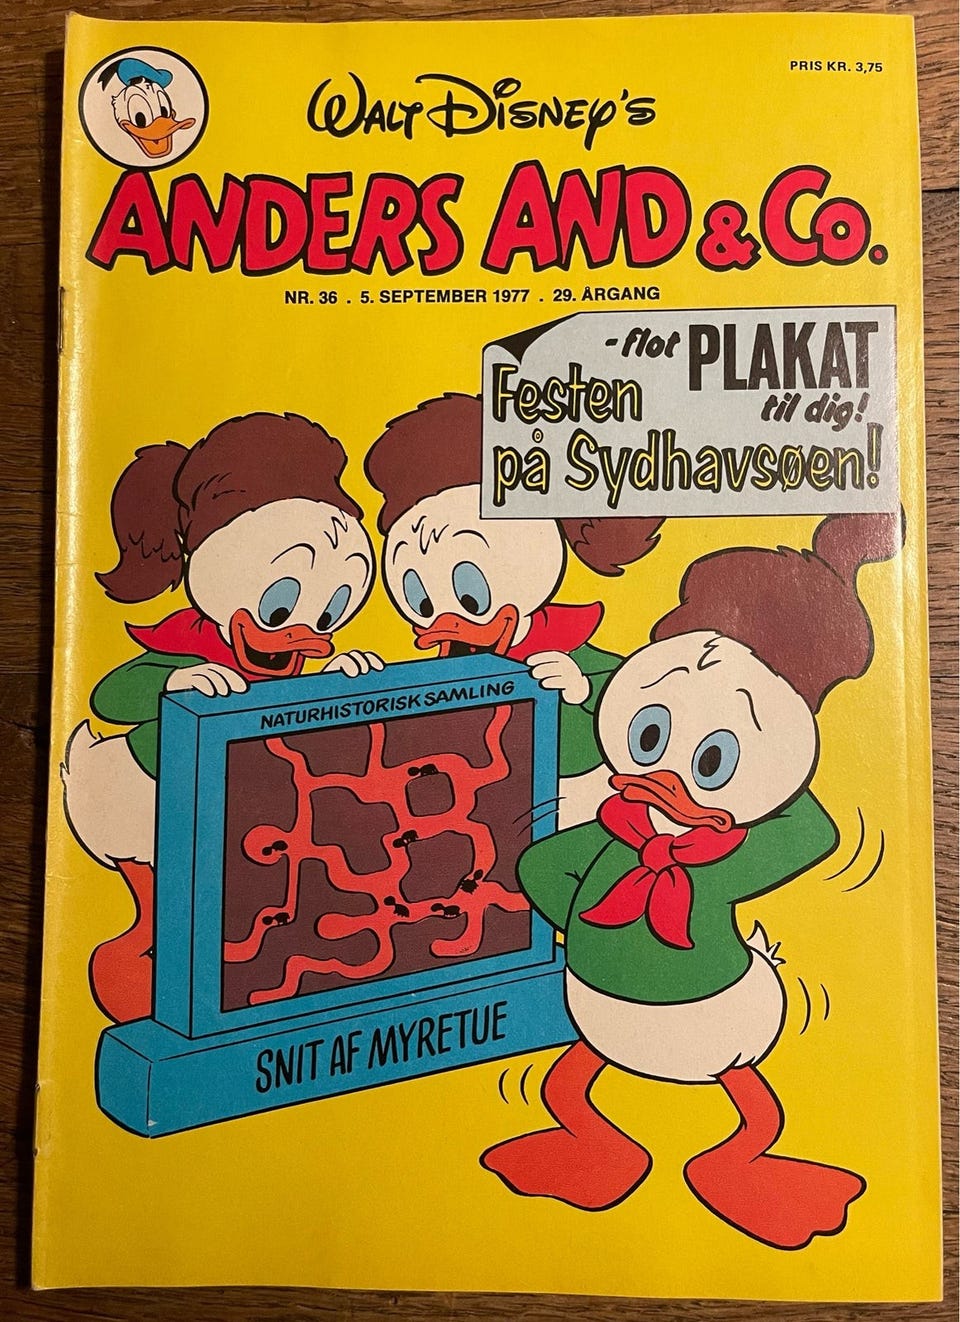 PRIS KR. 3,75
WALT DISNEY'S
ANDERS AND & Co.
NR. 36 . 5. SEPTEMBER 1977 . 29. ÅRGANG
- flot PLAKAT
til dig!
Festen
på Sydhavsøen!
NATURHISTORISK SAMLING
SNIT AF MYRETUE